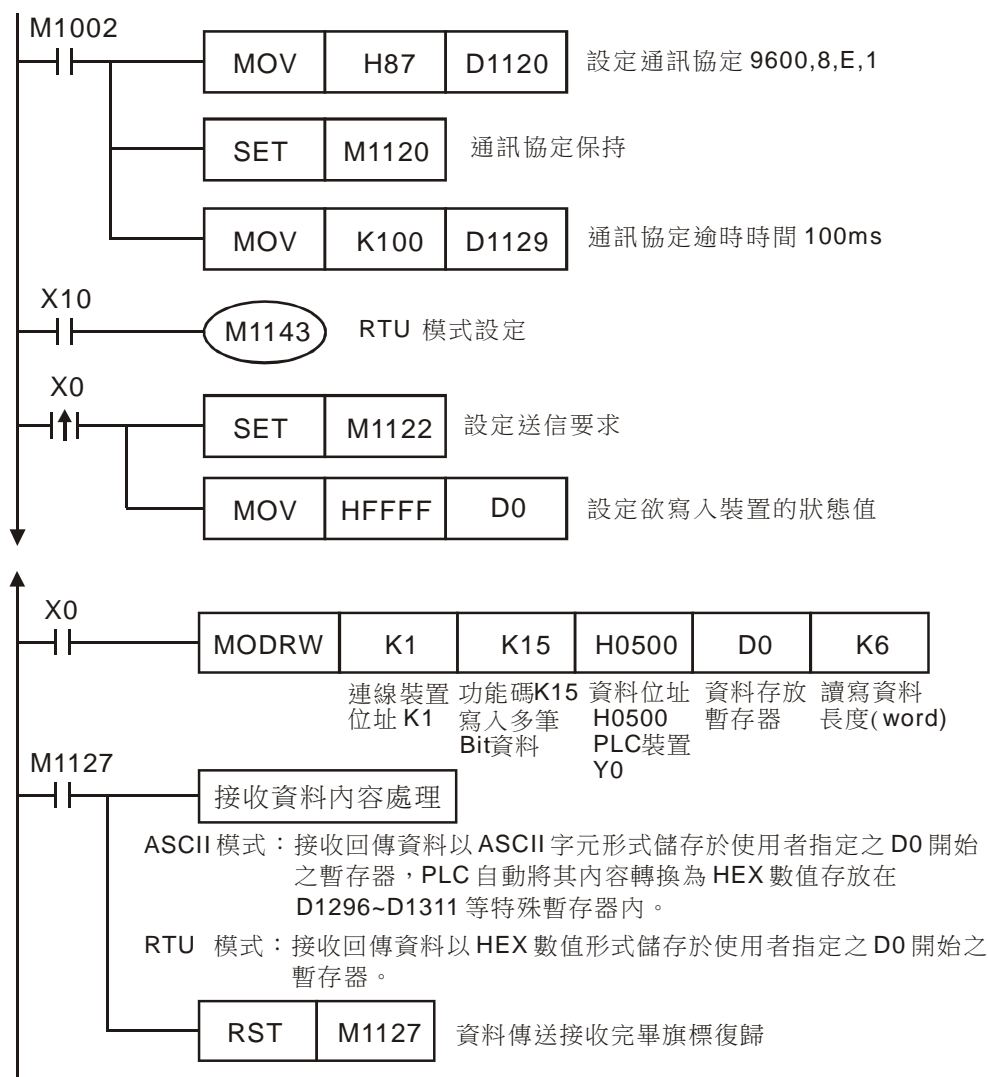 M1002
MOV H87 D1120 設定通訊協定 9600,8,E,1
SET M1120 通訊協定保持
MOV K100 D1129 通訊協定逾時時間 100ms
X10
M1143 RTU 模式設定
X0
SET M1122 設定送信要求
MOV HFFFF D0 設定欲寫入裝置的狀態值
X0
MODRW K1 K15 H0500 D0 K6
連線裝置 功能碼K15 資料位址 資料存放 讀寫資料
位址 K1 寫入多筆 H0500 暫存器 長度(word)
Bit資料 PLC裝置
Y0
M1127
接收資料內容處理
ASCII 模式：接收回傳資料以 ASCII 字元形式儲存於使用者指定之 D0 開始
之暫存器，PLC 自動將其內容轉換為 HEX 數值存放在
D1296~D1311 等特殊暫存器內。
RTU 模式：接收回傳資料以 HEX 數值形式儲存於使用者指定之 D0 開始之
暫存器。
RST M1127 資料傳送接收完畢旗標復歸